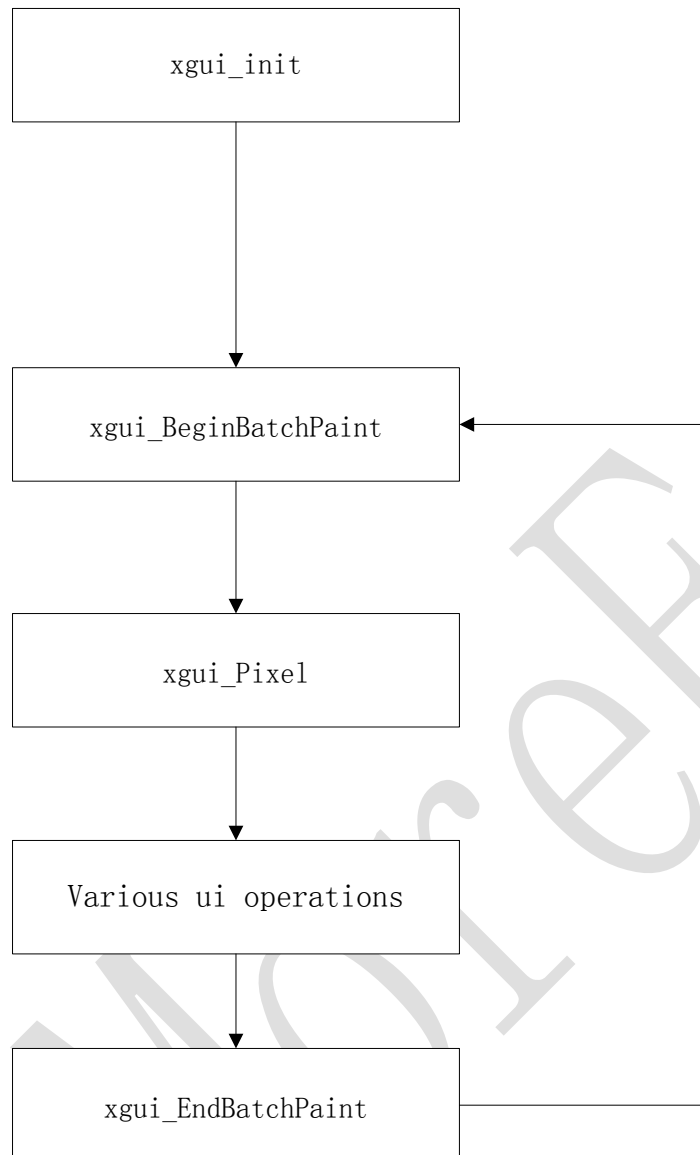 xgui_init
xgui_BeginBatchPaint
xgui_Pixel
Various ui operations
xgui_EndBatchPaint